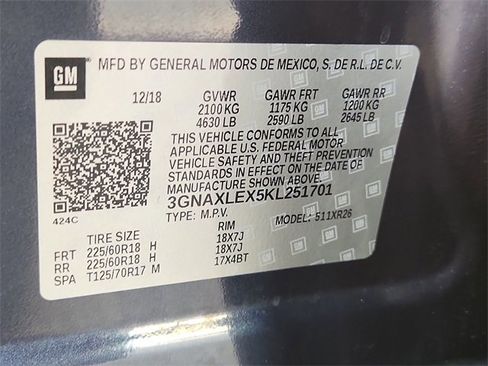 GM
MFD BY GENERAL MOTORS DE MEXICO, S. DE R.L. DE C.V.
12/18 GVWR GAWR FRT GAWR RR
2100 KG 1175 KG 1200 KG
4630 LB 2590 LB 2645 LB
THIS VEHICLE CONFORMS TO ALL
APPLICABLE U.S. FEDERAL MOTOR
VEHICLE SAFETY AND THEFT PREVENTION
STANDARDS IN EFFECT ON THE DATE OF
MANUFACTURE SHOWN ABOVE.
3GNAXLEX5KL251701
424C
TYPE: M.P.V. MODEL: 511XR26
TIRE SIZE RIM
FRT 225/60R18 H 18X7J
RR 225/60R18 H 18X7J
SPA T125/70R17 M 17X4BT